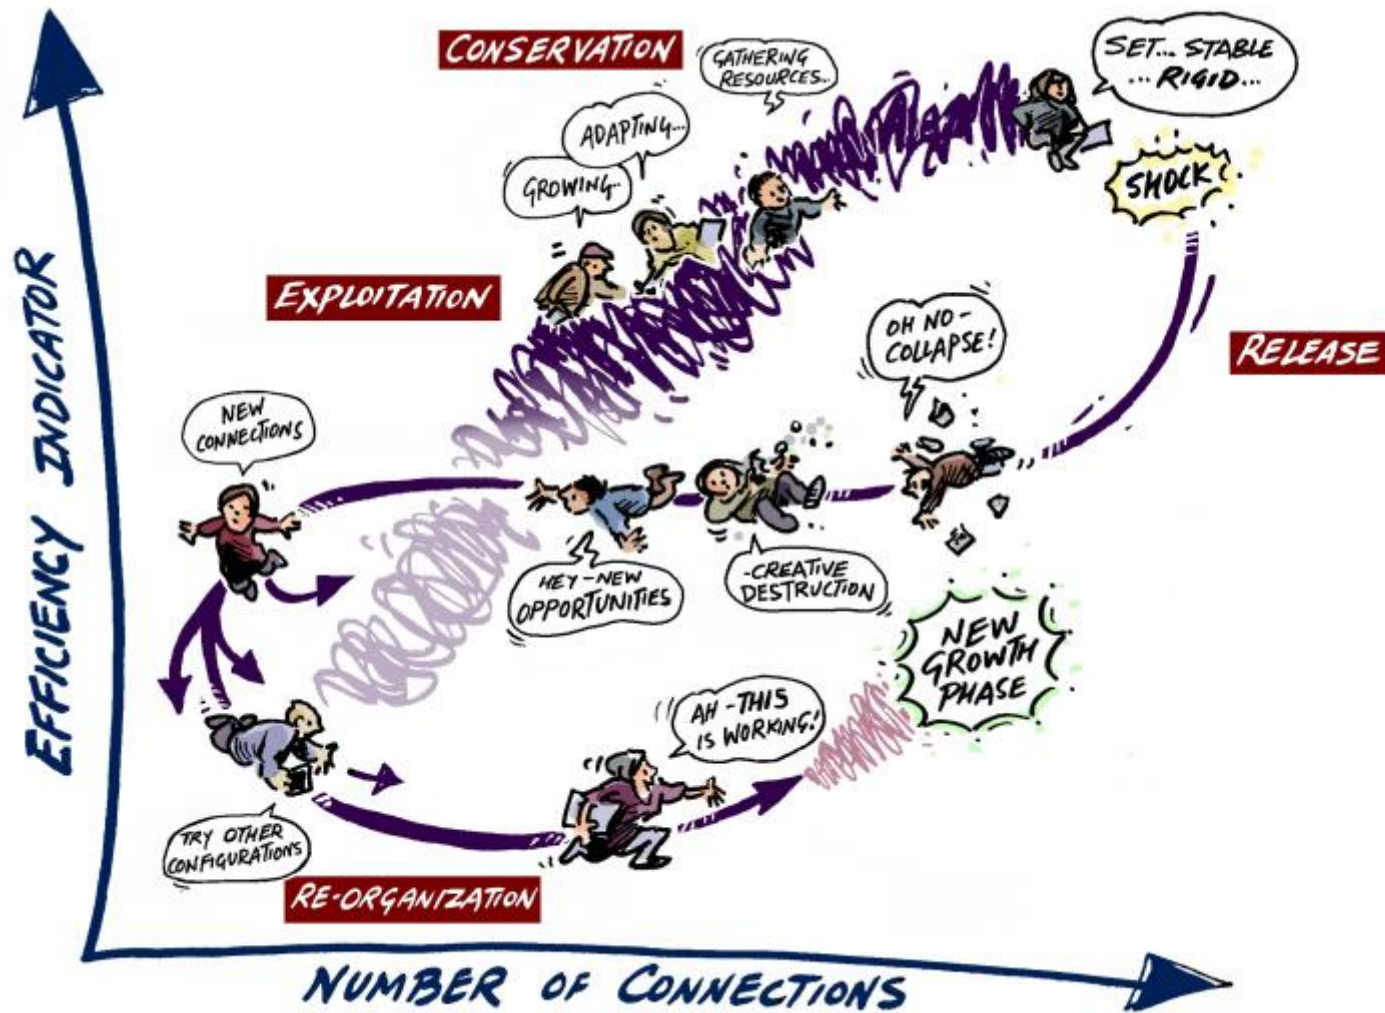 CONSERVATION
GATHERING
RESOURCES...
SET... STABLE
... RIGID...
ADAPTING...
GROWING...
SHOCK!
EXPLOITATION
OH NO -
COLLAPSE!
RELEASE
NEW
CONNECTIONS
HEY - NEW
OPPORTUNITIES
-CREATIVE
DESTRUCTION
NEW
GROWTH
PHASE
AH - THIS
IS WORKING!
TRY OTHER
CONFIGURATIONS
RE-ORGANIZATION
EFFICIENCY INDICATOR
NUMBER OF CONNECTIONS